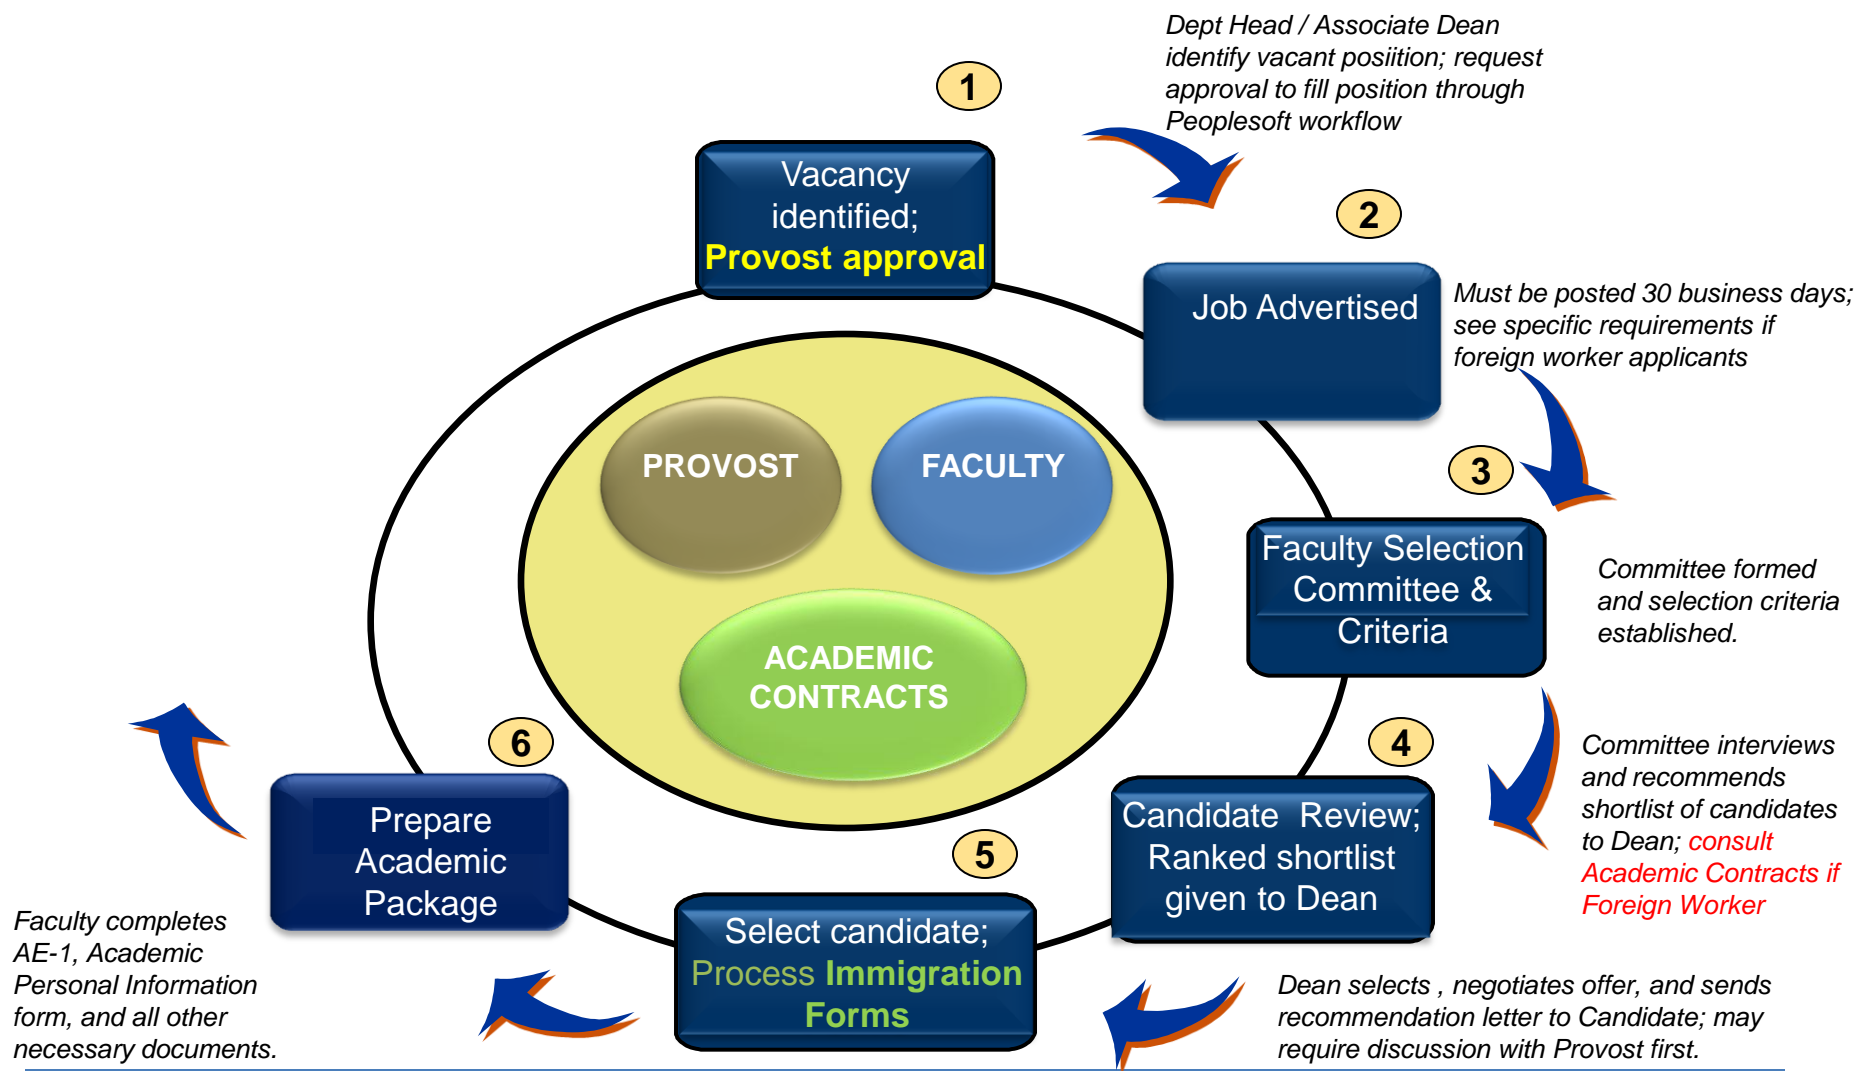 1
Dept Head / Associate Dean
identify vacant posiition; request
approval to fill position through
Peoplesoft workflow
Vacancy
identified;
Provost approval
2
Job Advertised
Must be posted 30 business days;
see specific requirements if
foreign worker applicants
PROVOST
FACULTY
ACADEMIC
CONTRACTS
3
Faculty Selection
Committee &
Criteria
Committee formed
and selection criteria
established.
4
Candidate Review;
Ranked shortlist
given to Dean
Committee interviews
and recommends
shortlist of candidates
to Dean; consult
Academic Contracts if
Foreign Worker
5
Select candidate;
Process Immigration
Forms
Dean selects , negotiates offer, and sends
recommendation letter to Candidate; may
require discussion with Provost first.
6
Prepare
Academic
Package
Faculty completes
AE-1, Academic
Personal Information
form, and all other
necessary documents.